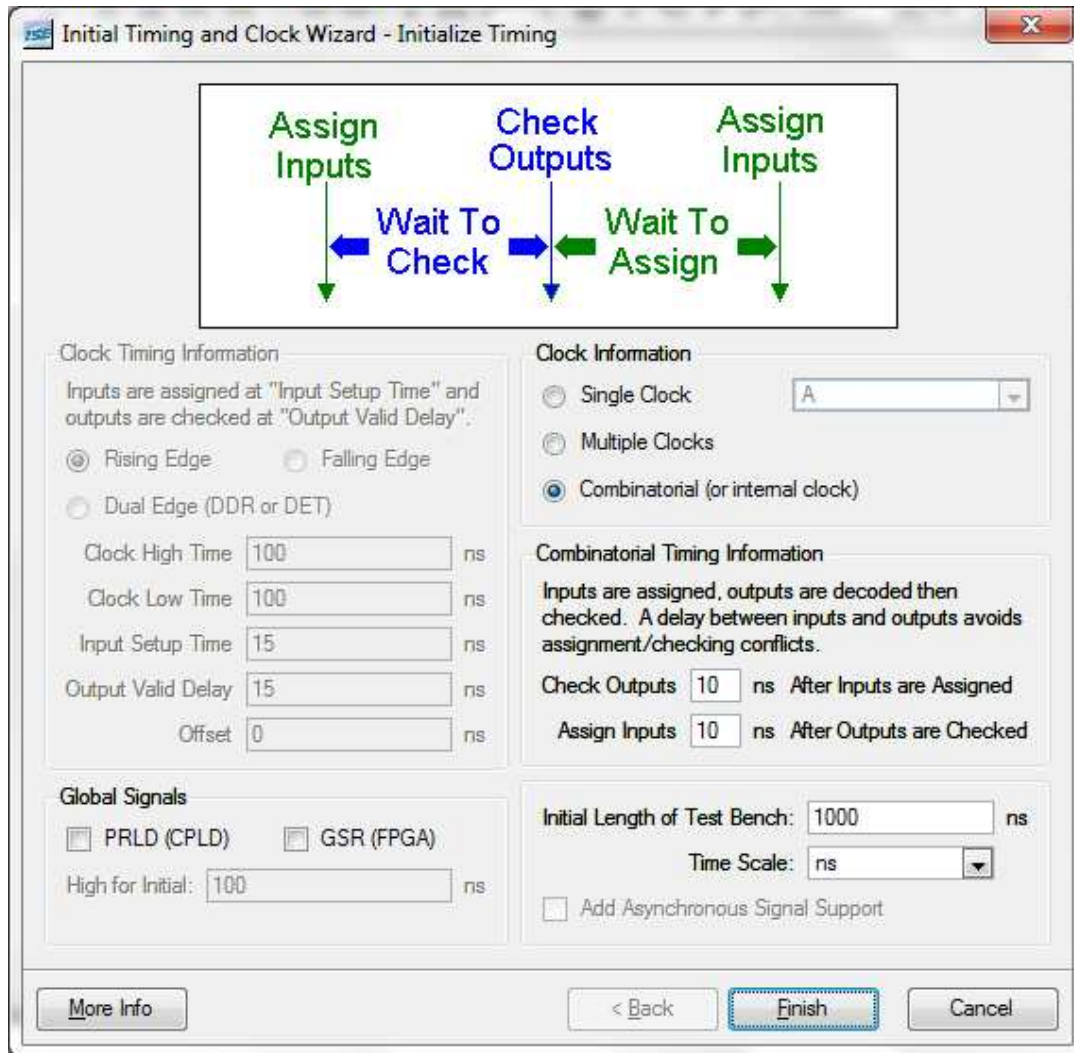 ISE Initial Timing and Clock Wizard - Initialize Timing
Assign
Inputs
Check
Outputs
Assign
Inputs
Wait To
Check
Wait To
Assign
Clock Timing Information
Inputs are assigned at "Input Setup Time" and
outputs are checked at "Output Valid Delay".
Rising Edge Falling Edge
Dual Edge (DDR or DET)
Clock High Time 100 ns
Clock Low Time 100 ns
Input Setup Time 15 ns
Output Valid Delay 15 ns
Offset 0 ns
Global Signals
PRLD (CPLD) GSR (FPGA)
High for Initial: 100 ns
Clock Information
Single Clock A
Multiple Clocks
Combinatorial (or internal clock)
Combinatorial Timing Information
Inputs are assigned, outputs are decoded then
checked. A delay between inputs and outputs avoids
assignment/checking conflicts.
Check Outputs 10 ns After Inputs are Assigned
Assign Inputs 10 ns After Outputs are Checked
Initial Length of Test Bench: 1000 ns
Time Scale: ns
Add Asynchronous Signal Support
More Info < Back Finish Cancel